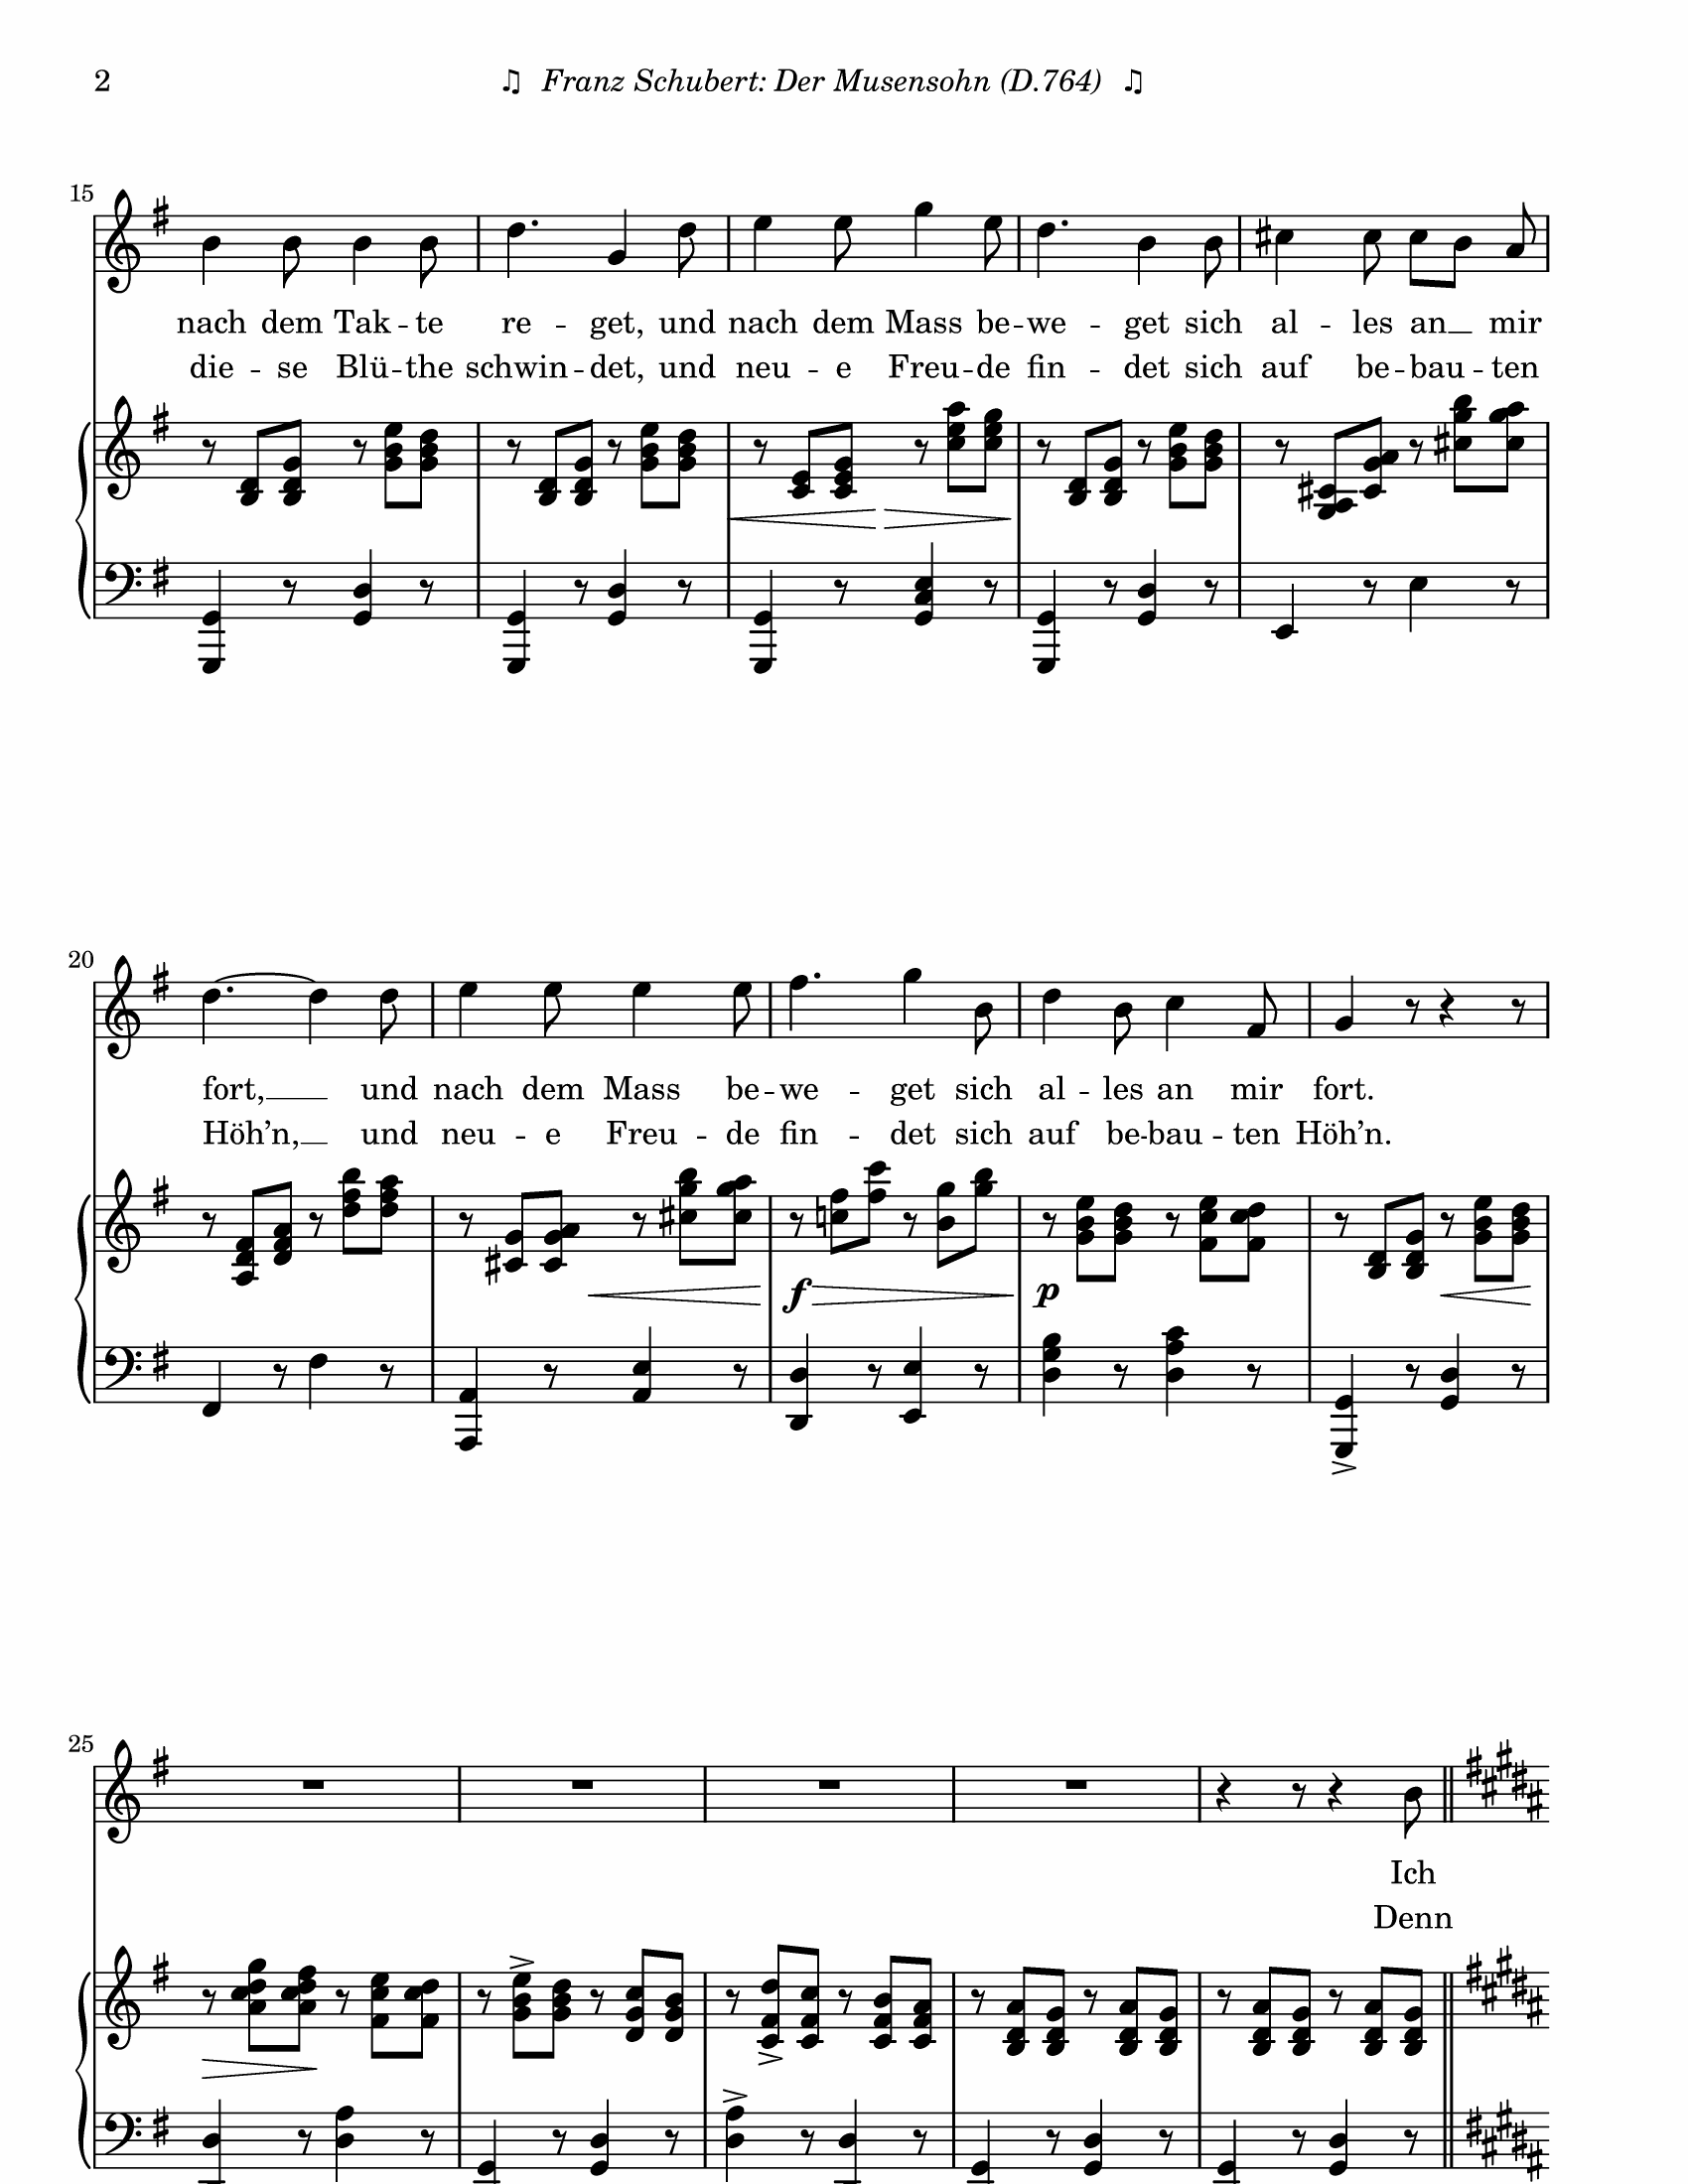 2
♫ Franz Schubert: Der Musensohn (D.764) ♫
15
nach dem Tak -- te re -- get, und nach dem Mass be -- we -- get sich al -- les an __ mir
die -- se Blü -- the schwin -- det, und neu -- e Freu -- de fin -- det sich auf be -- bau -- ten
20
fort, __ und nach dem Mass be -- we -- get sich al -- les an mir fort.
Höh’n, __ und neu -- e Freu -- de fin -- det sich auf be -- bau -- ten Höh’n.
f p
25
Ich
Denn